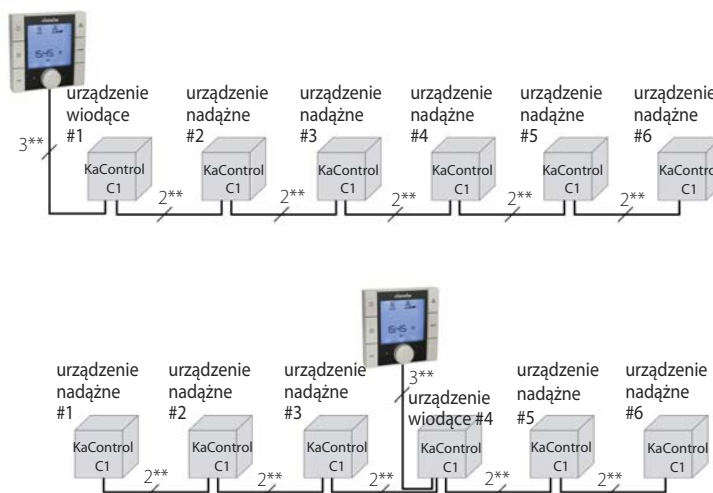 urządzenie
wiodące
#1
urządzenie
nadążne
#2
urządzenie
nadążne
#3
urządzenie
nadążne
#4
urządzenie
nadążne
#5
urządzenie
nadążne
#6
3**
KaControl
C1
KaControl
C1
KaControl
C1
KaControl
C1
KaControl
C1
KaControl
C1
2**
2**
2**
2**
2**
urządzenie
nadążne
#1
urządzenie
nadążne
#2
urządzenie
nadążne
#3
3**
urządzenie
wiodące #4
urządzenie
nadążne
#5
urządzenie
nadążne
#6
KaControl
C1
KaControl
C1
KaControl
C1
KaControl
C1
KaControl
C1
KaControl
C1
2**
2**
2**
2**
2**